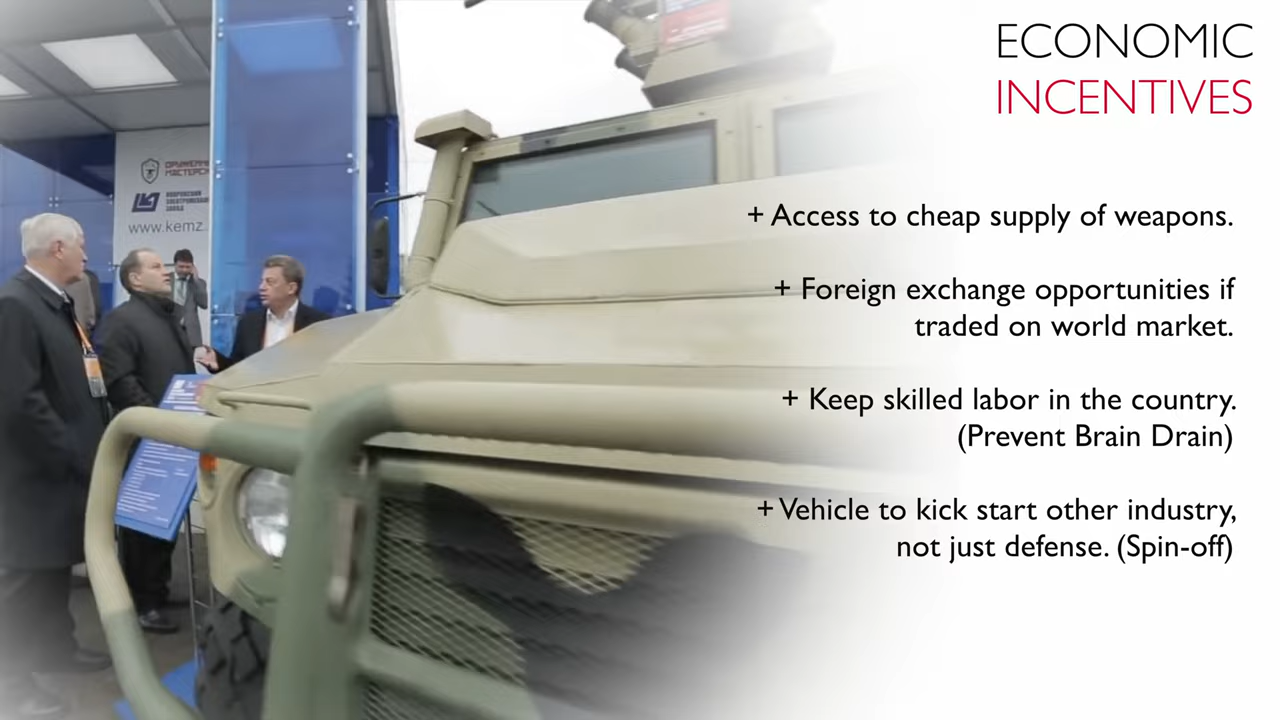 ECONOMIC
INCENTIVES
+ Access to cheap supply of weapons.
+ Foreign exchange opportunities if
traded on world market.
+ Keep skilled labor in the country.
(Prevent Brain Drain)
+ Vehicle to kick start other industry,
not just defense. (Spin-off)
www.kemz.